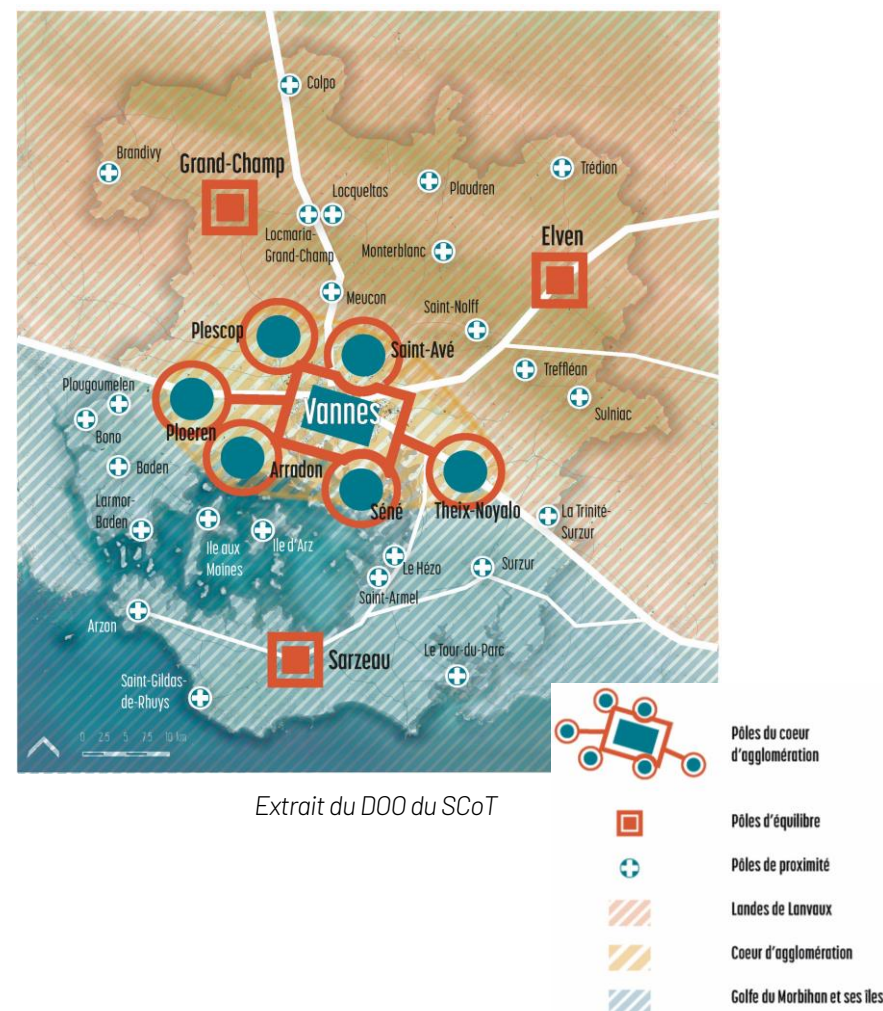 Colpo
Brandivy
Grand-Champ
Locqueltas
Plaudren
Trédion
Locmaria-
Grand-Champ
Monterblanc
Elven
Meucon
Saint-Nolff
Plescop
Saint-Avé
Treffléan
Plougoumelen
Vannes
Sulniac
Bono
Ploeren
Baden
Arradon
Larmor-
Baden
Séné
Theix-Noyalo
La Trinité-
Surzur
Ile aux
Moines
Ile d'Arz
Le Hézo
Surzur
Saint-Armel
Arzon
Sarzeau
Le Tour-du-Parc
Saint-Gildas-
de-Rhuys
0 2.5 5 7.5 10 km
Extrait du DOO du SCoT
Pôles du coeur
d'agglomération
Pôles d'équilibre
Pôles de proximité
Landes de Lanvaux
Coeur d'agglomération
Golfe du Morbihan et ses îles